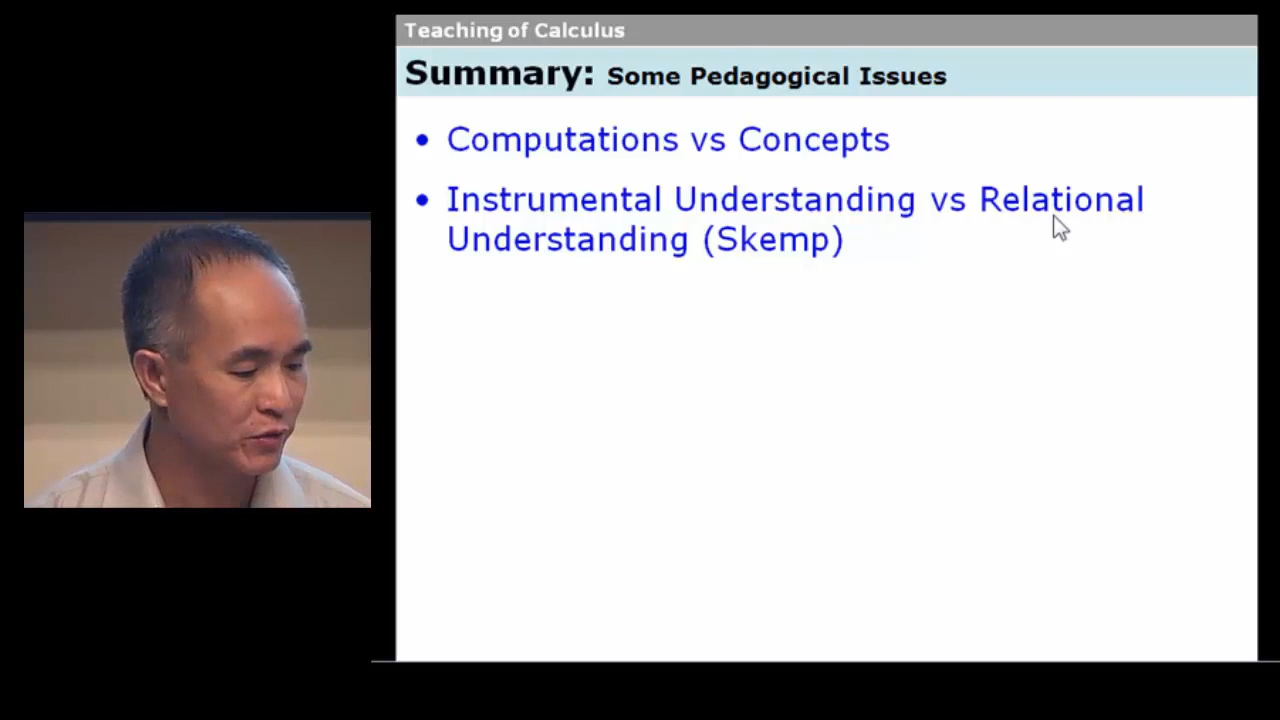 Teaching of Calculus
Summary: Some Pedagogical Issues
• Computations vs Concepts
• Instrumental Understanding vs Relational
Understanding (Skemp)